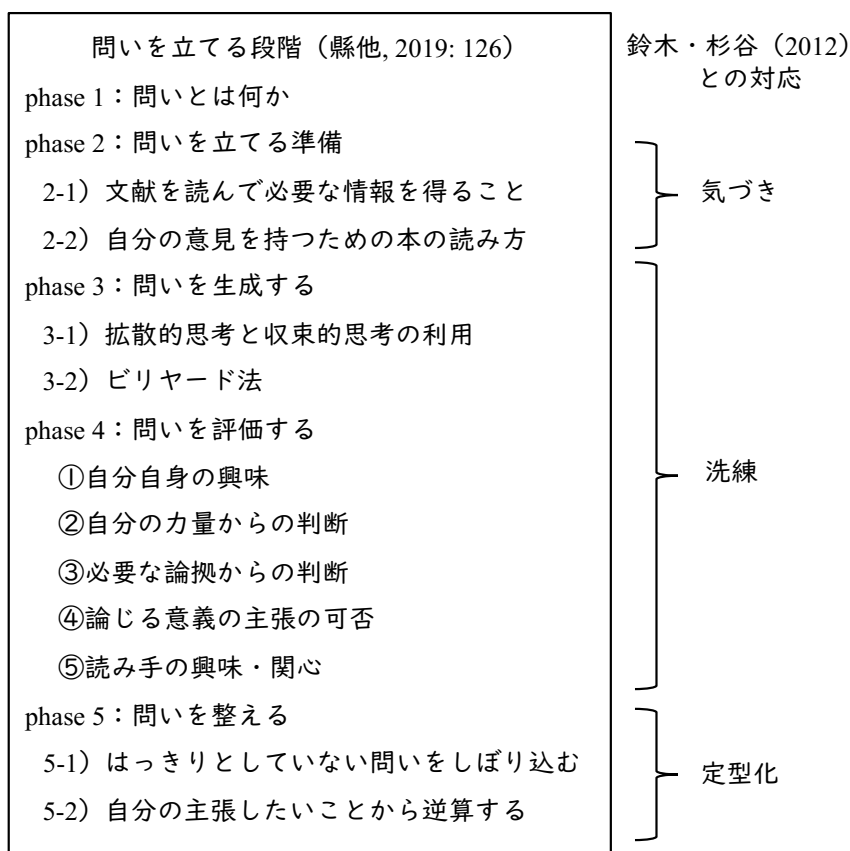 問いを立てる段階（縣他, 2019: 126）
鈴木・杉谷（2012）
との対応
phase 1：問いとは何か
phase 2：問いを立てる準備
2-1）文献を読んで必要な情報を得ること
気づき
2-2）自分の意見を持つための本の読み方
phase 3：問いを生成する
3-1）拡散的思考と収束的思考の利用
3-2）ビリヤード法
phase 4：問いを評価する
①自分自身の興味
洗練
②自分の力量からの判断
③必要な論拠からの判断
④論じる意義の主張の可否
⑤読み手の興味・関心
phase 5：問いを整える
5-1）はっきりとしていない問いをしぼり込む
定型化
5-2）自分の主張したいことから逆算する